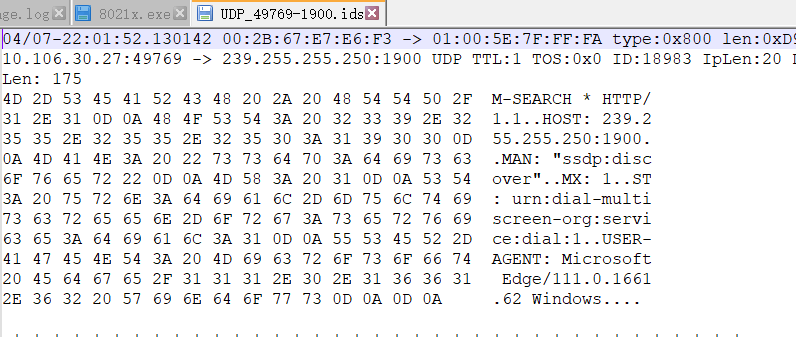 ge.log 8021x.exe UDP_49769-1900.ids
04/07-22:01:52.130142 00:2B:67:E7:E6:F3 -> 01:00:5E:7F:FF:FA type:0x800 len:0xD9
10.106.30.27:49769 -> 239.255.255.250:1900 UDP TTL:1 TOS:0x0 ID:18983 IpLen:20 D
Len: 175
4D 2D 53 45 41 52 43 48 20 2A 20 48 54 54 50 2F M-SEARCH * HTTP/
31 2E 31 0D 0A 48 4F 53 54 3A 20 32 33 39 2E 32 1.1..HOST: 239.2
35 35 2E 32 35 35 2E 32 35 30 3A 31 39 30 30 0D 55.255.250:1900.
0A 4D 41 4E 3A 20 22 73 73 64 70 3A 64 69 73 63 .MAN: "ssdp:disc
6F 76 65 72 22 0D 0A 4D 58 3A 20 31 0D 0A 53 54 over"..MX: 1..ST
3A 20 75 72 6E 3A 64 69 61 6C 2D 6D 75 6C 74 69 : urn:dial-multi
73 63 72 65 65 6E 2D 6F 72 67 3A 73 65 72 76 69 screen-org:servi
63 65 3A 64 69 61 6C 3A 31 0D 0A 55 53 45 52 2D ce:dial:1..USER-
41 47 45 4E 54 3A 20 4D 69 63 72 6F 73 6F 66 74 AGENT: Microsoft
20 45 64 67 65 2F 31 31 31 2E 30 2E 31 36 36 31 Edge/111.0.1661
2E 36 32 20 57 69 6E 64 6F 77 73 0D 0A 0D 0A .62 Windows....